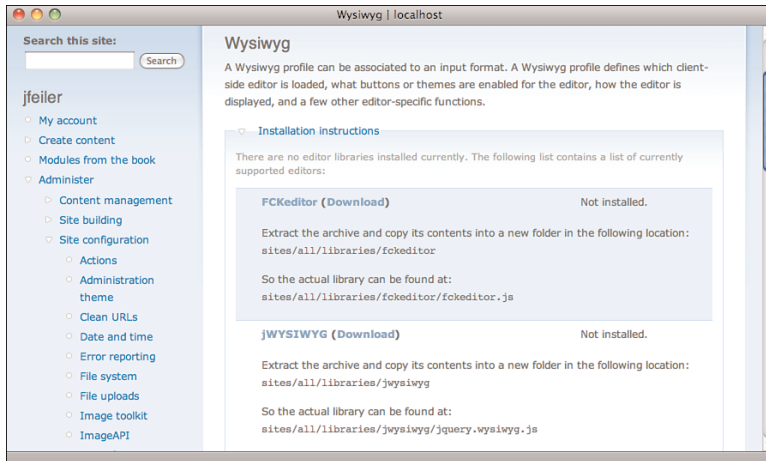 Wysiwyg | localhost
Search this site:
Search
jfeiler
My account
Create content
Modules from the book
Administer
Content management
Site building
Site configuration
Actions
Administration
theme
Clean URLs
Date and time
Error reporting
File system
File uploads
Image toolkit
ImageAPI
Wysiwyg
A Wysiwyg profile can be associated to an input format. A Wysiwyg profile defines which client-
side editor is loaded, what buttons or themes are enabled for the editor, how the editor is
displayed, and a few other editor-specific functions.
Installation instructions
There are no editor libraries installed currently. The following list contains a list of currently
supported editors:
FCKeditor (Download) Not installed.
Extract the archive and copy its contents into a new folder in the following location:
sites/all/libraries/fckeditor
So the actual library can be found at:
sites/all/libraries/fckeditor/fckeditor.js
jWYSIWYG (Download) Not installed.
Extract the archive and copy its contents into a new folder in the following location:
sites/all/libraries/jwysiwyg
So the actual library can be found at:
sites/all/libraries/jwysiwyg/jquery.wysiwyg.js